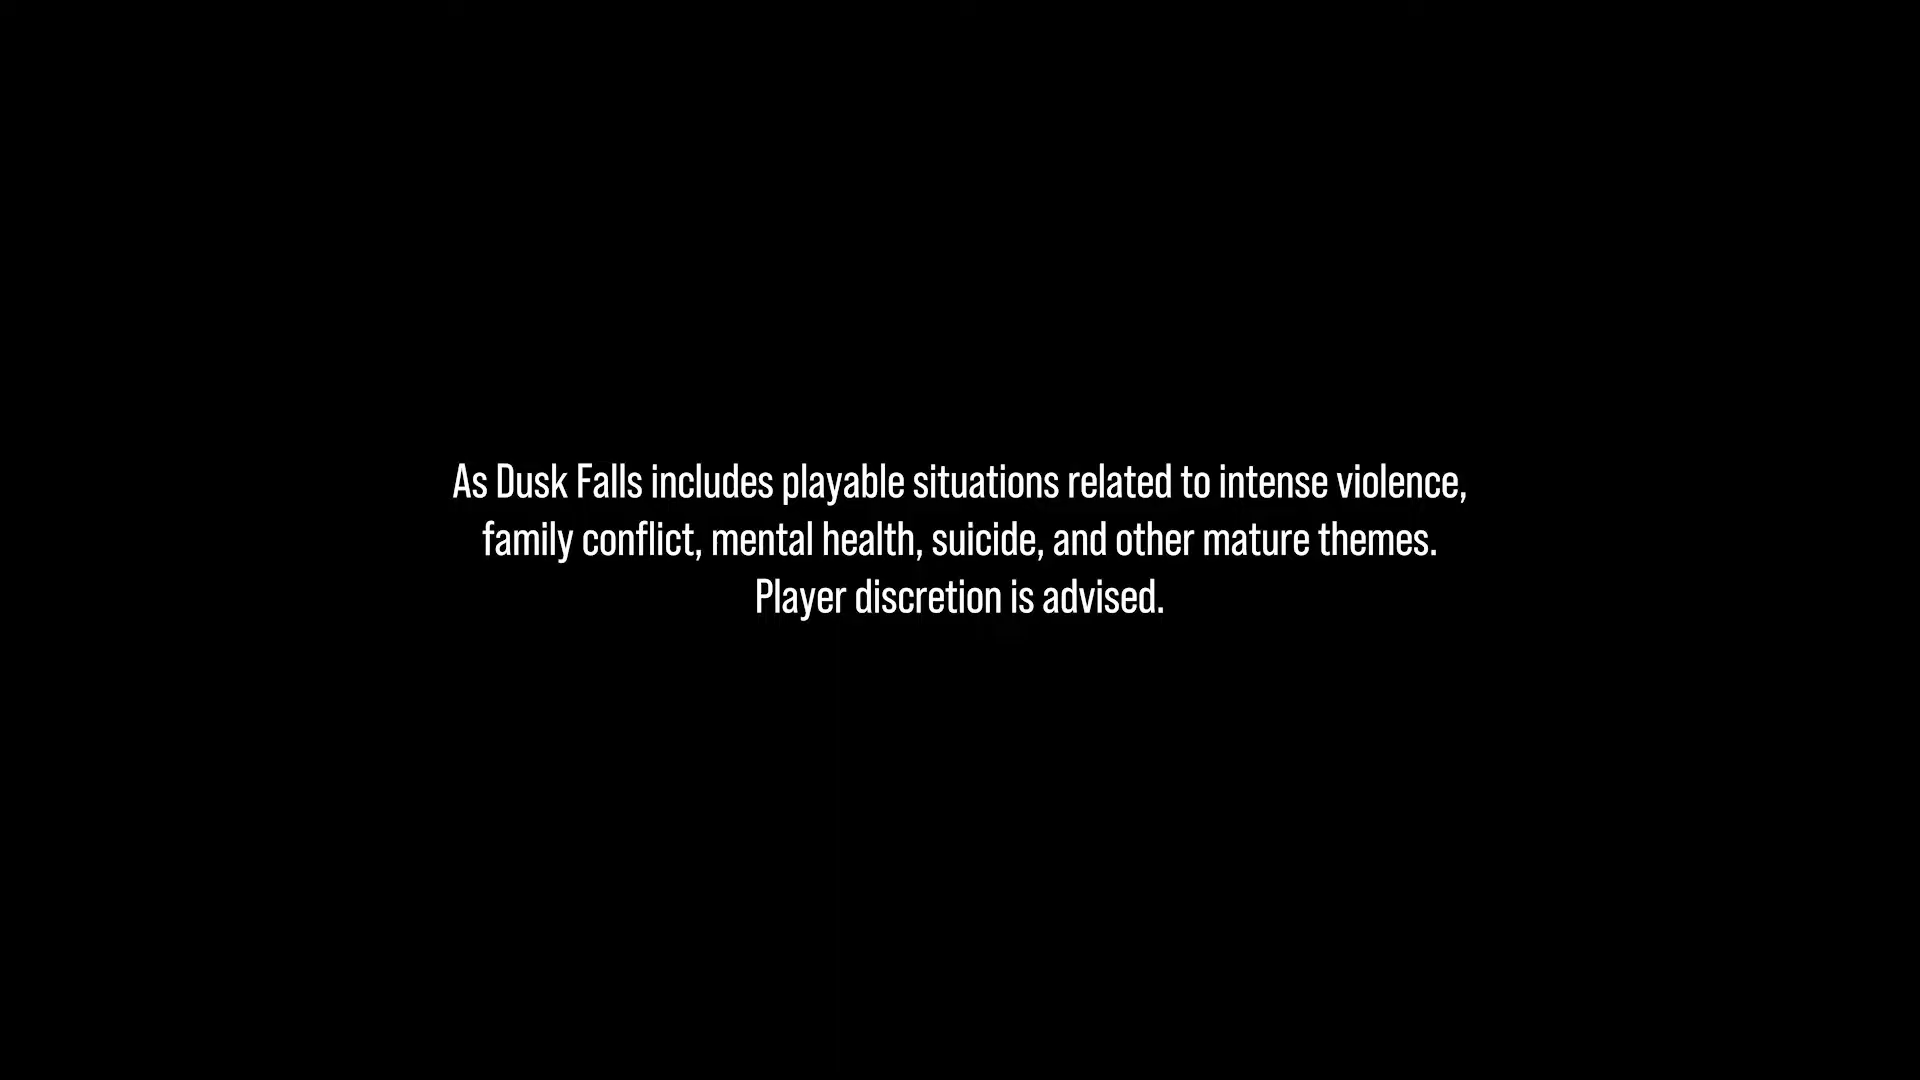 As Dusk Falls includes playable situations related to intense violence,
family conflict, mental health, suicide, and other mature themes.
Player discretion is advised.